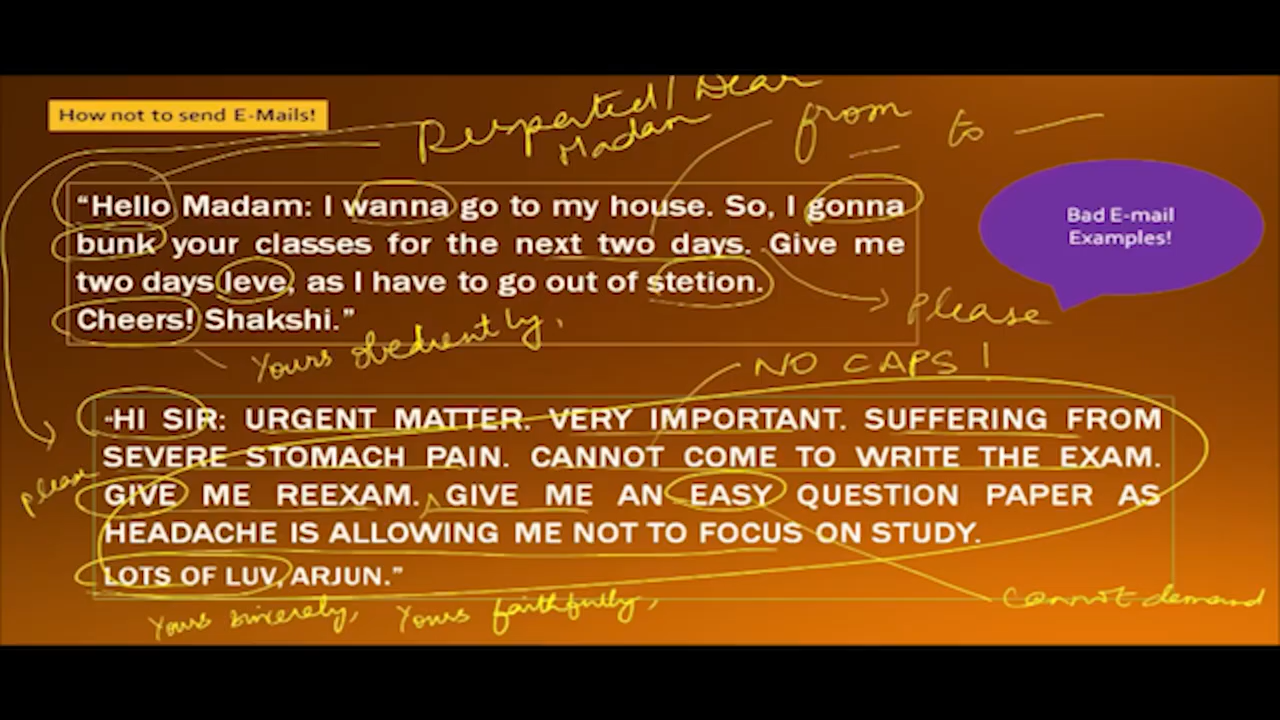 How not to send E-Mails!
Respected/Dear
Madam
from
— to —
"Hello Madam: I wanna go to my house. So, I gonna
bunk your classes for the next two days. Give me
two days leve, as I have to go out of stetion.
Cheers! Shakshi."
Bad E-mail
Examples!
Please
Yours obediently,
NO CAPS!
"HI SIR: URGENT MATTER. VERY IMPORTANT. SUFFERING FROM
SEVERE STOMACH PAIN. CANNOT COME TO WRITE THE EXAM.
please
GIVE ME REEXAM. GIVE ME AN EASY QUESTION PAPER AS
HEADACHE IS ALLOWING ME NOT TO FOCUS ON STUDY.
LOTS OF LUV, ARJUN."
Cannot demand
Yours sincerely, Yours faithfully,